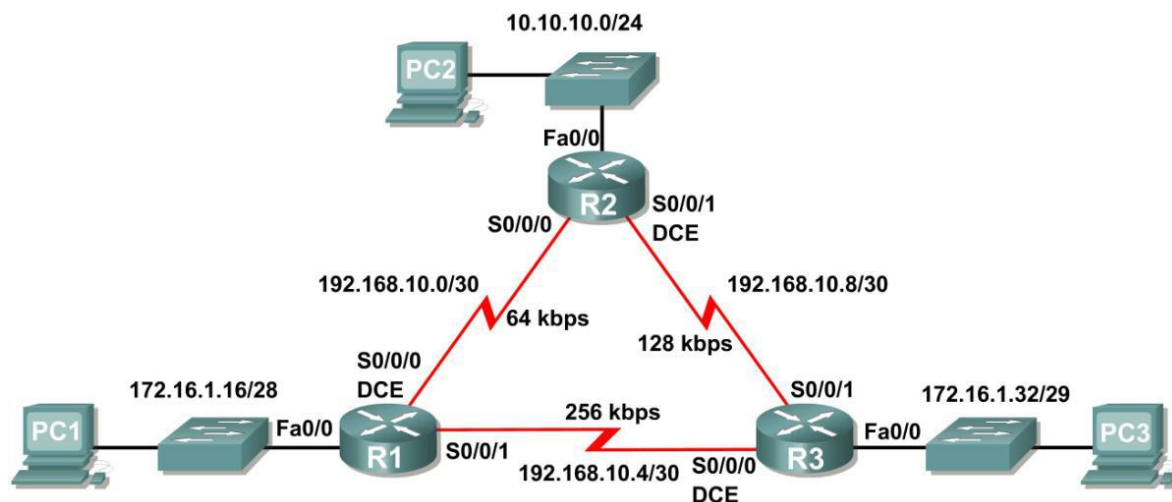 10.10.10.0/24
PC2
Fa0/0
R2
S0/0/0
S0/0/1
DCE
192.168.10.0/30
192.168.10.8/30
64 kbps
128 kbps
S0/0/0
DCE
S0/0/1
172.16.1.16/28
172.16.1.32/29
PC1
Fa0/0
R1
S0/0/1
256 kbps
192.168.10.4/30
S0/0/0
DCE
R3
Fa0/0
PC3